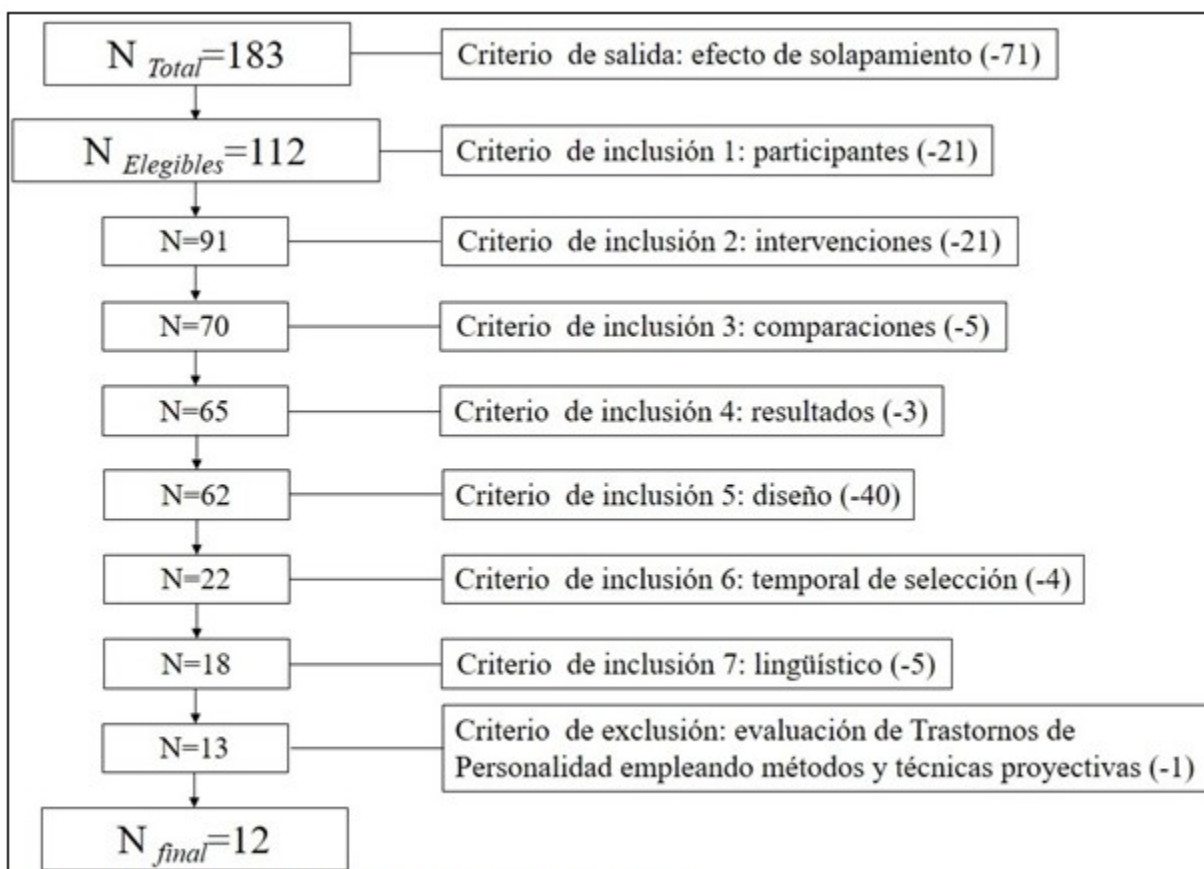 N Total=183
Criterio de salida: efecto de solapamiento (-71)
N Elegibles=112
Criterio de inclusión 1: participantes (-21)
N=91
Criterio de inclusión 2: intervenciones (-21)
N=70
Criterio de inclusión 3: comparaciones (-5)
N=65
Criterio de inclusión 4: resultados (-3)
N=62
Criterio de inclusión 5: diseño (-40)
N=22
Criterio de inclusión 6: temporal de selección (-4)
N=18
Criterio de inclusión 7: lingüístico (-5)
N=13
Criterio de exclusión: evaluación de Trastornos de
Personalidad empleando métodos y técnicas proyectivas (-1)
N final=12